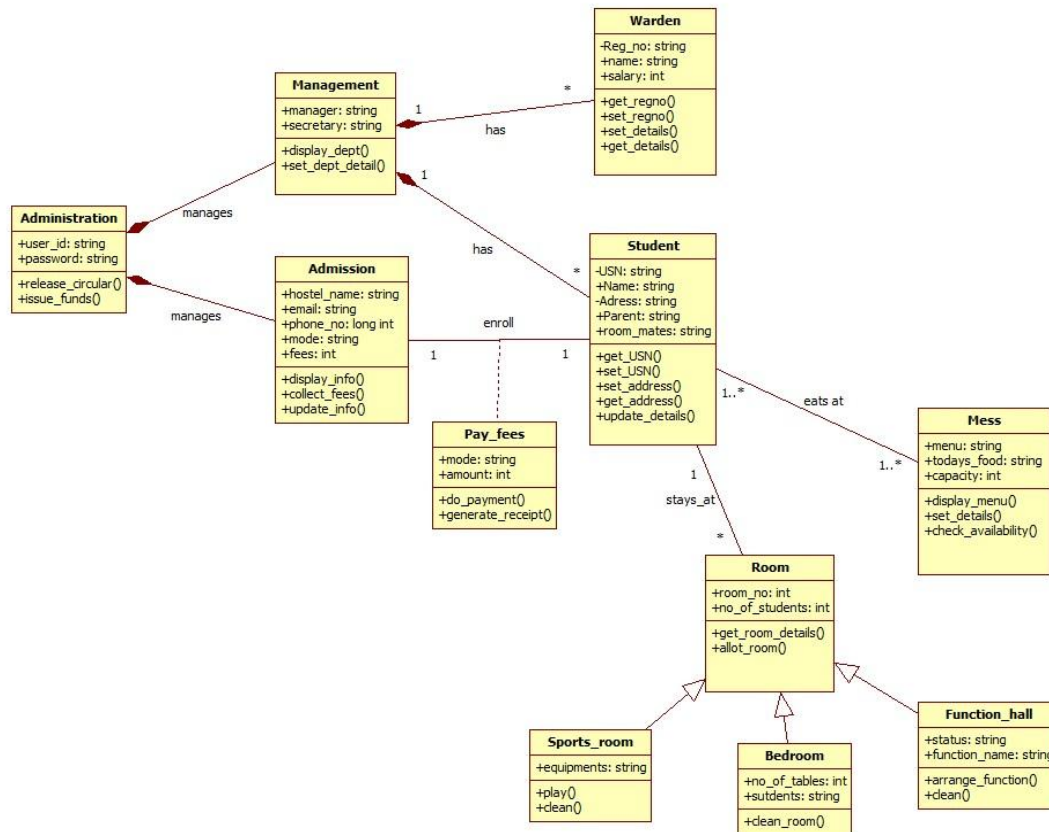 Warden
-Reg_no: string
+name: string
+salary: int
+get_regno()
+set_regno()
+set_details()
+get_details()
Management
+manager: string
+secretary: string
+display_dept()
+set_dept_detail()
1
*
has
1
has
*
manages
Administration
+user_id: string
+password: string
+release_circular()
+issue_funds()
manages
Admission
+hostel_name: string
+email: string
+phone_no: long int
+mode: string
+fees: int
+display_info()
+collect_fees()
+update_info()
enroll
1
1
Student
-USN: string
+Name: string
-Adress: string
+Parent: string
+room_mates: string
+get_USN()
+set_USN()
+set_address()
+get_address()
+update_details()
1..*
eats at
1..*
Pay_fees
+mode: string
+amount: int
+do_payment()
+generate_receipt()
Mess
+menu: string
+todays_food: string
+capacity: int
+display_menu()
+set_details()
+check_availability()
1
stays_at
*
Room
+room_no: int
+no_of_students: int
+get_room_details()
+allot_room()
Sports_room
+equipments: string
+play()
+clean()
Bedroom
+no_of_tables: int
+sutdents: string
+clean_room()
Function_hall
+status: string
+function_name: string
+arrange_function()
+clean()